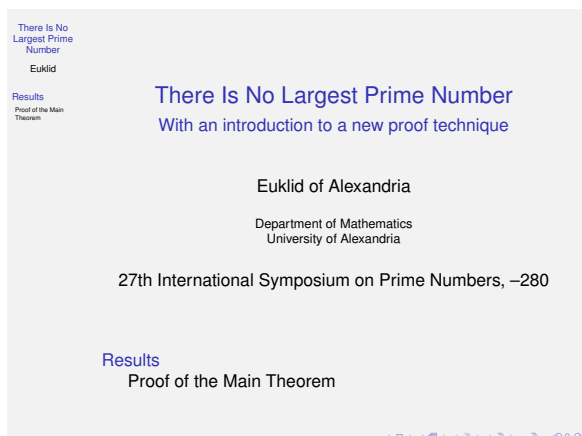 There Is No
Largest Prime
Number
Euklid
Results
Proof of the Main
Theorem
There Is No Largest Prime Number
With an introduction to a new proof technique
Euklid of Alexandria
Department of Mathematics
University of Alexandria
27th International Symposium on Prime Numbers, –280
Results
Proof of the Main Theorem